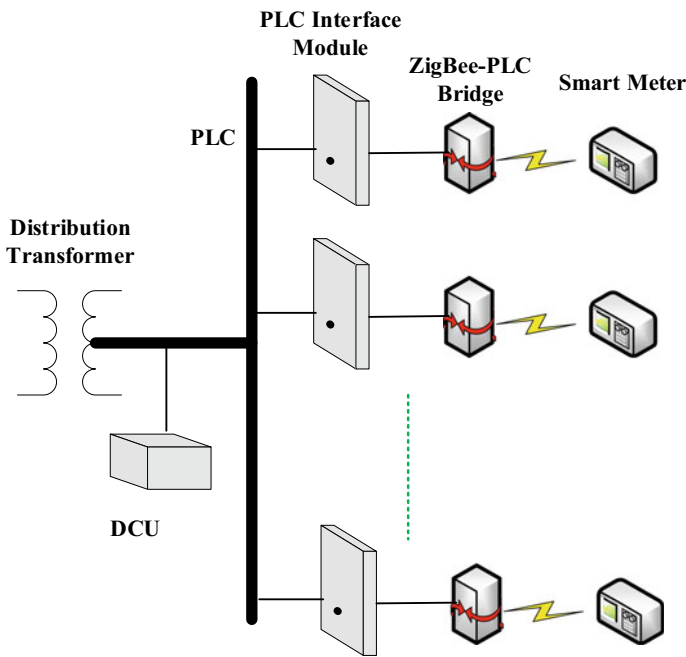 PLC Interface
Module
ZigBee-PLC
Bridge
Smart Meter
PLC
Distribution
Transformer
DCU